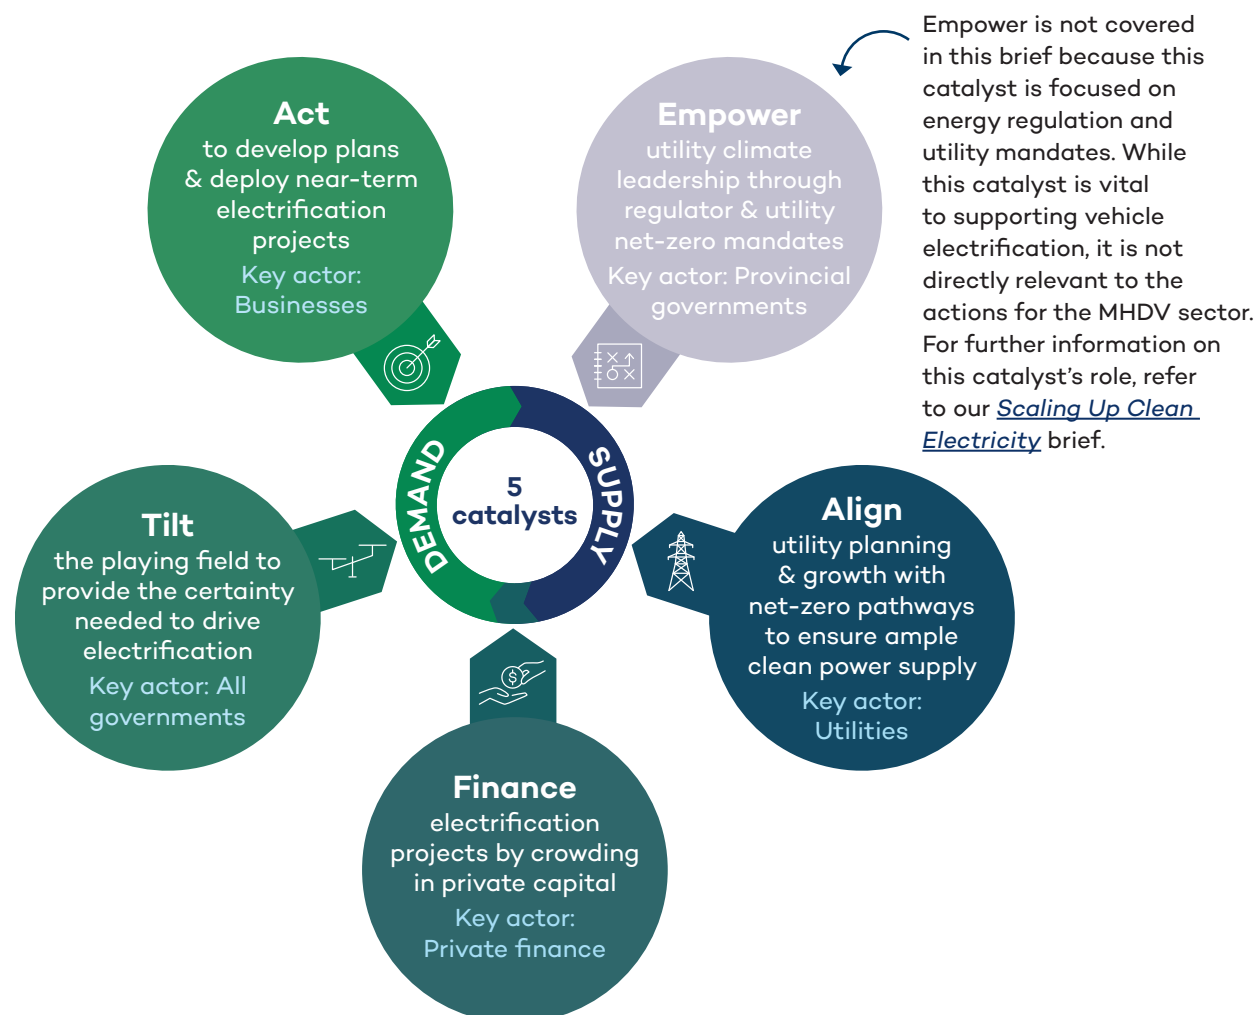 Empower is not covered
in this brief because this
catalyst is focused on
energy regulation and
utility mandates. While
this catalyst is vital
to supporting vehicle
electrification, it is not
directly relevant to the
actions for the MHDV sector.
For further information on
this catalyst's role, refer
to our Scaling Up Clean
Electricity brief.
Act
to develop plans
& deploy near-term
electrification
projects
Key actor:
Businesses
Empower
utility climate
leadership through
regulator & utility
net-zero mandates
Key actor: Provincial
governments
DEMAND
SUPPLY
5
catalysts
Tilt
the playing field to
provide the certainty
needed to drive
electrification
Key actor: All
governments
Align
utility planning
& growth with
net-zero pathways
to ensure ample
clean power supply
Key actor:
Utilities
$
Finance
electrification
projects by crowding
in private capital
Key actor:
Private finance